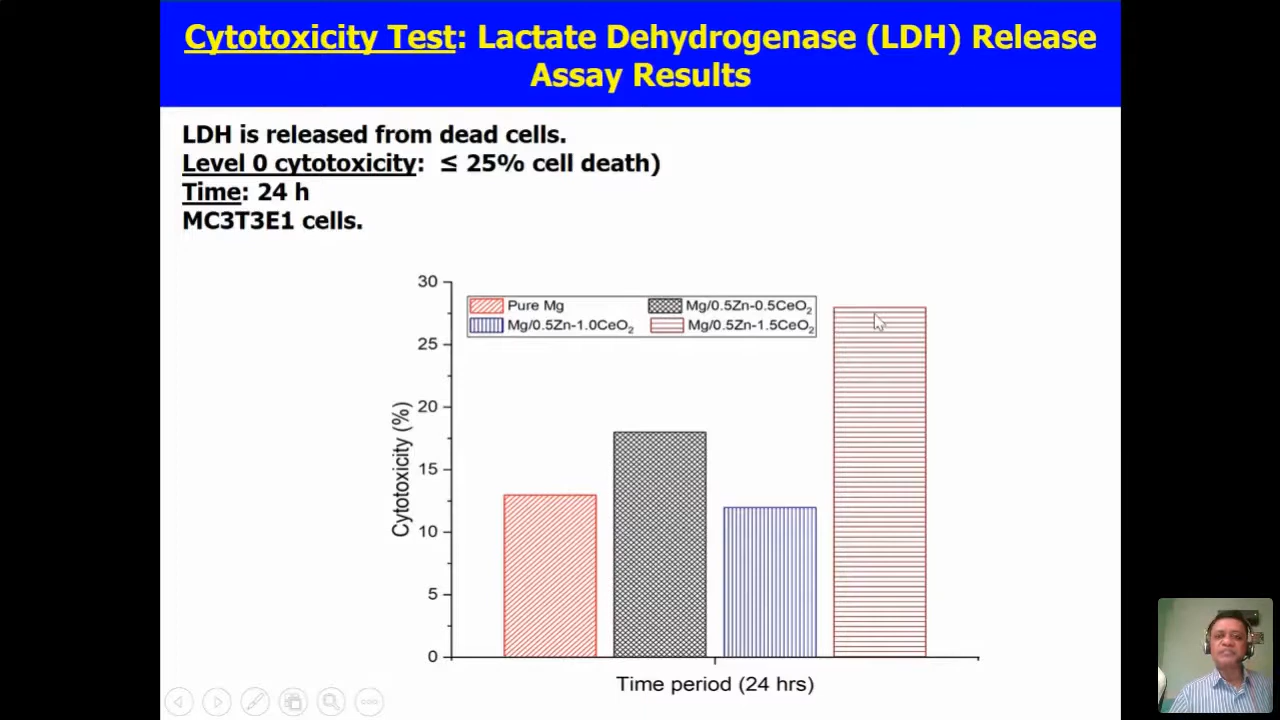 Cytotoxicity Test: Lactate Dehydrogenase (LDH) Release
Assay Results
LDH is released from dead cells.
Level 0 cytotoxicity: ≤ 25% cell death)
Time: 24 h
MC3T3E1 cells.
30
25
20
15
10
5
0
Cytotoxicity (%)
Pure Mg
Mg/0.5Zn-0.5CeO₂
Mg/0.5Zn-1.0CeO₂
Mg/0.5Zn-1.5CeO₂
Time period (24 hrs)